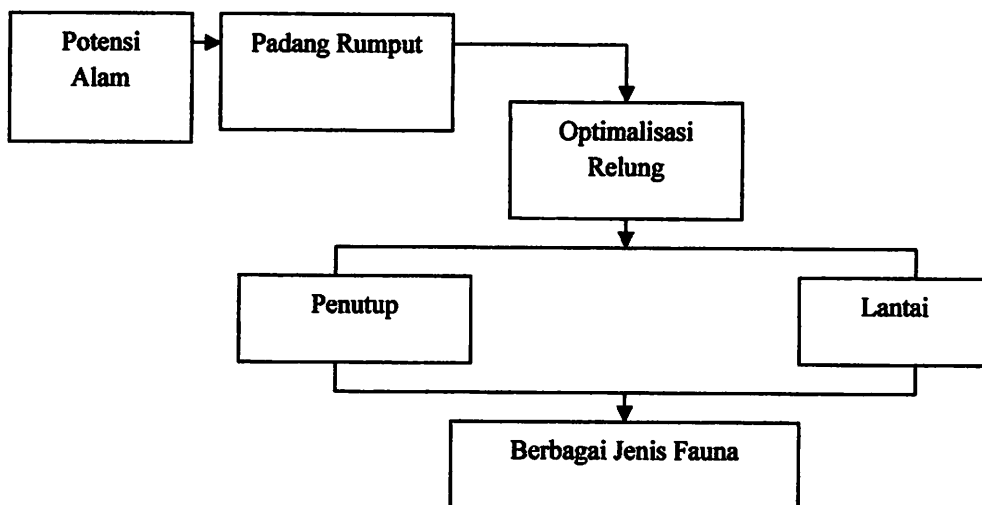 Potensi
Alam
Padang Rumput
Optimalisasi
Relung
Penutup
Lantai
Berbagai Jenis Fauna